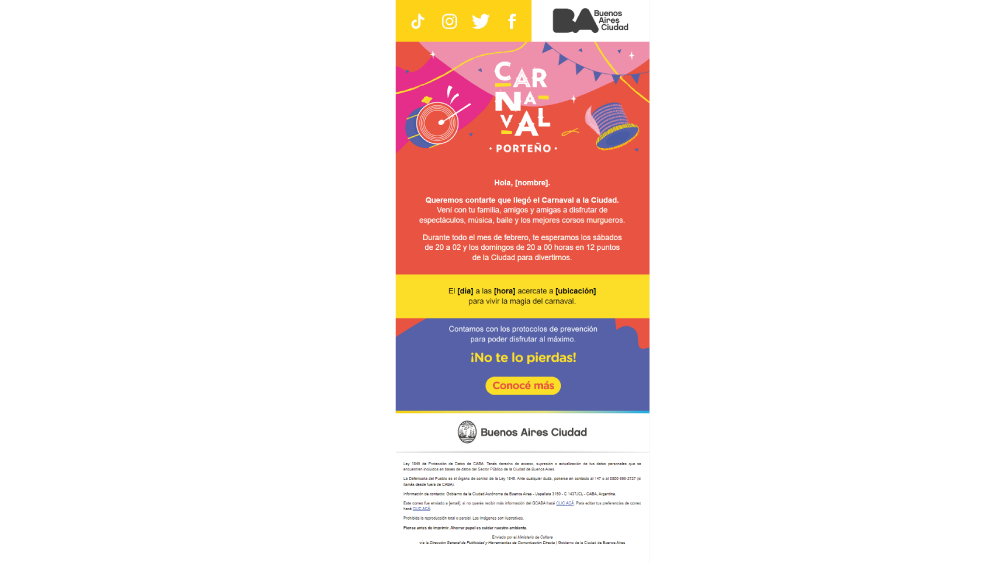 BA Buenos
Aires
Ciudad
CAR
NA
VAL
· PORTEÑO ·
Hola, [nombre].
Queremos contarte que llegó el Carnaval a la Ciudad.
Vení con tu familia, amigos y amigas a disfrutar de
espectáculos, música, baile y los mejores corsos murgueros.
Durante todo el mes de febrero, te esperamos los sábados
de 20 a 02 y los domingos de 20 a 00 horas en 12 puntos
de la Ciudad para divertirnos.
El [día] a las [hora] acercate a [ubicación]
para vivir la magia del carnaval.
Contamos con los protocolos de prevención
para poder disfrutar al máximo.
¡No te lo pierdas!
Conocé más
Buenos Aires Ciudad
Ley 1845 de Protección de Datos de CABA. Tenés derecho de acceso, supresión o actualización de tus datos personales que se
encuentren incluidos en bases de datos del Sector Público de la Ciudad de Buenos Aires
La Defensoría del Pueblo es el órgano de control de la Ley 1845. Ante cualquier duda, ponerse en contacto al 147 o al 0800-999-2727 (si
llamás desde fuera de CABA).
Información de contacto: Gobierno de la Ciudad Autónoma de Buenos Aires - Uspallata 3160 - C 1437JCL - CABA, Argentina
Este correo fue enviado a [email], si no querés recibir más información del GCABA hacé CLIC ACÁ. Para editar tus preferencias de correo
hacé CLIC ACÁ.
Prohibida la reproducción total o parcial. Las imágenes son ilustrativas.
Piense antes de imprimir. Ahorrar papel es cuidar nuestro ambiente.
Enviado por el Ministerio de Cultura
vía la Dirección General de Publicidad y Herramientas de Comunicación Directa | Gobierno de la Ciudad de Buenos Aires